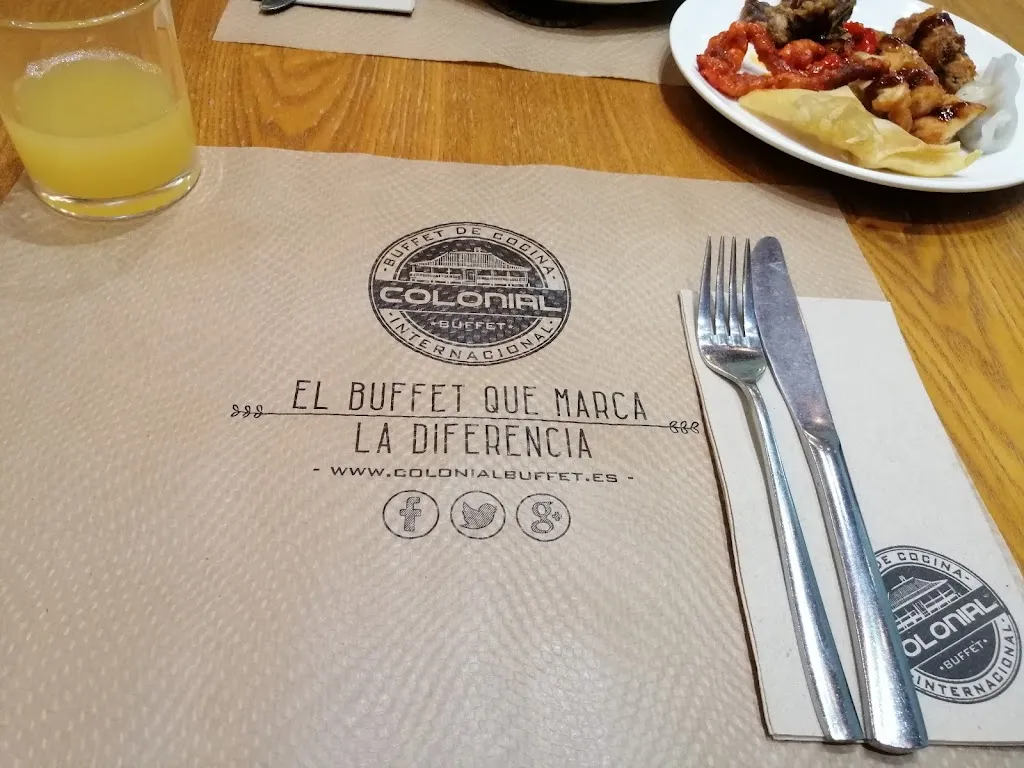 BUFFET DE COCINA
COLONIAL
·BUFFET·
·INTERNACIONAL·
EL BUFFET QUE MARCA
LA DIFERENCIA
- WWW.COLONIALBUFFET.ES -
f
g+
DE COCINA
OLONIAL
·BUFFET·
INTERNACIONAL·